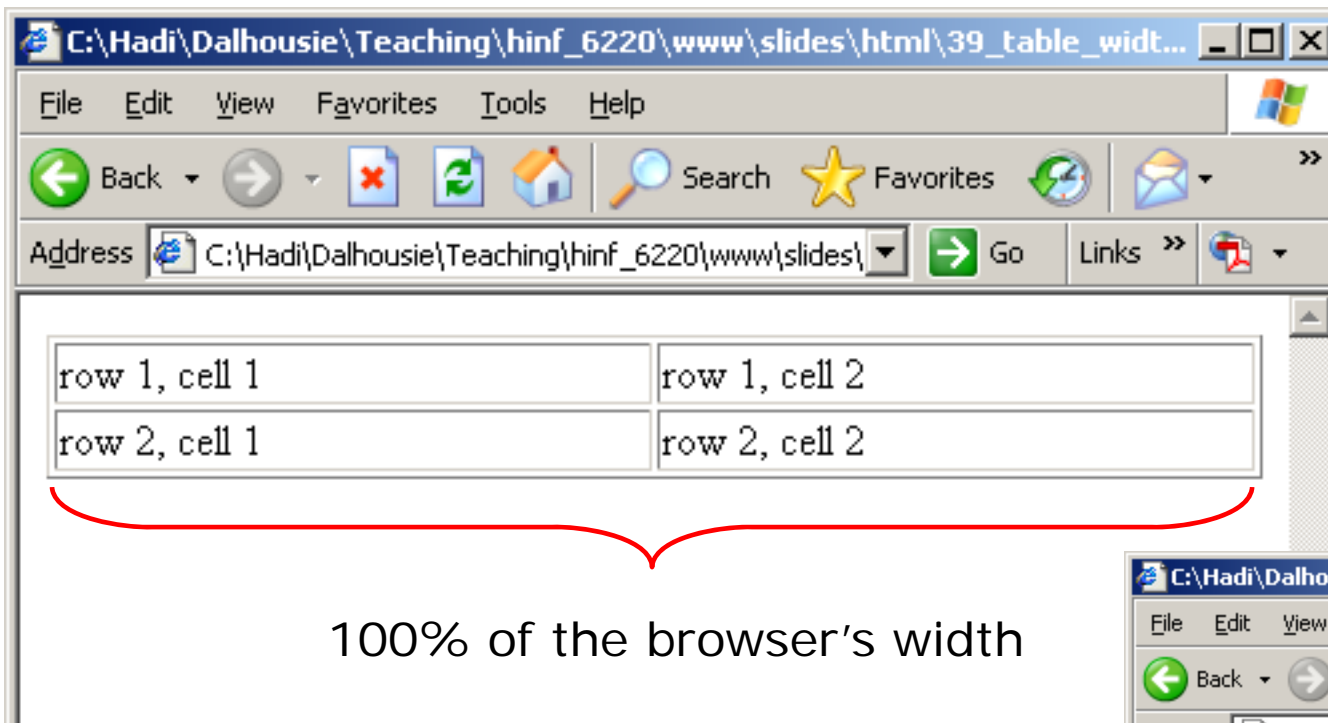 C:\Hadi\Dalhousie\Teaching\hinf_6220\www\slides\html\39_table_widt...
File Edit View Favorites Tools Help
Back Search Favorites »
Address C:\Hadi\Dalhousie\Teaching\hinf_6220\www\slides\ Go Links »
row 1, cell 1 row 1, cell 2
row 2, cell 1 row 2, cell 2
100% of the browser's width
C:\Hadi\Dalho
File Edit View
Back